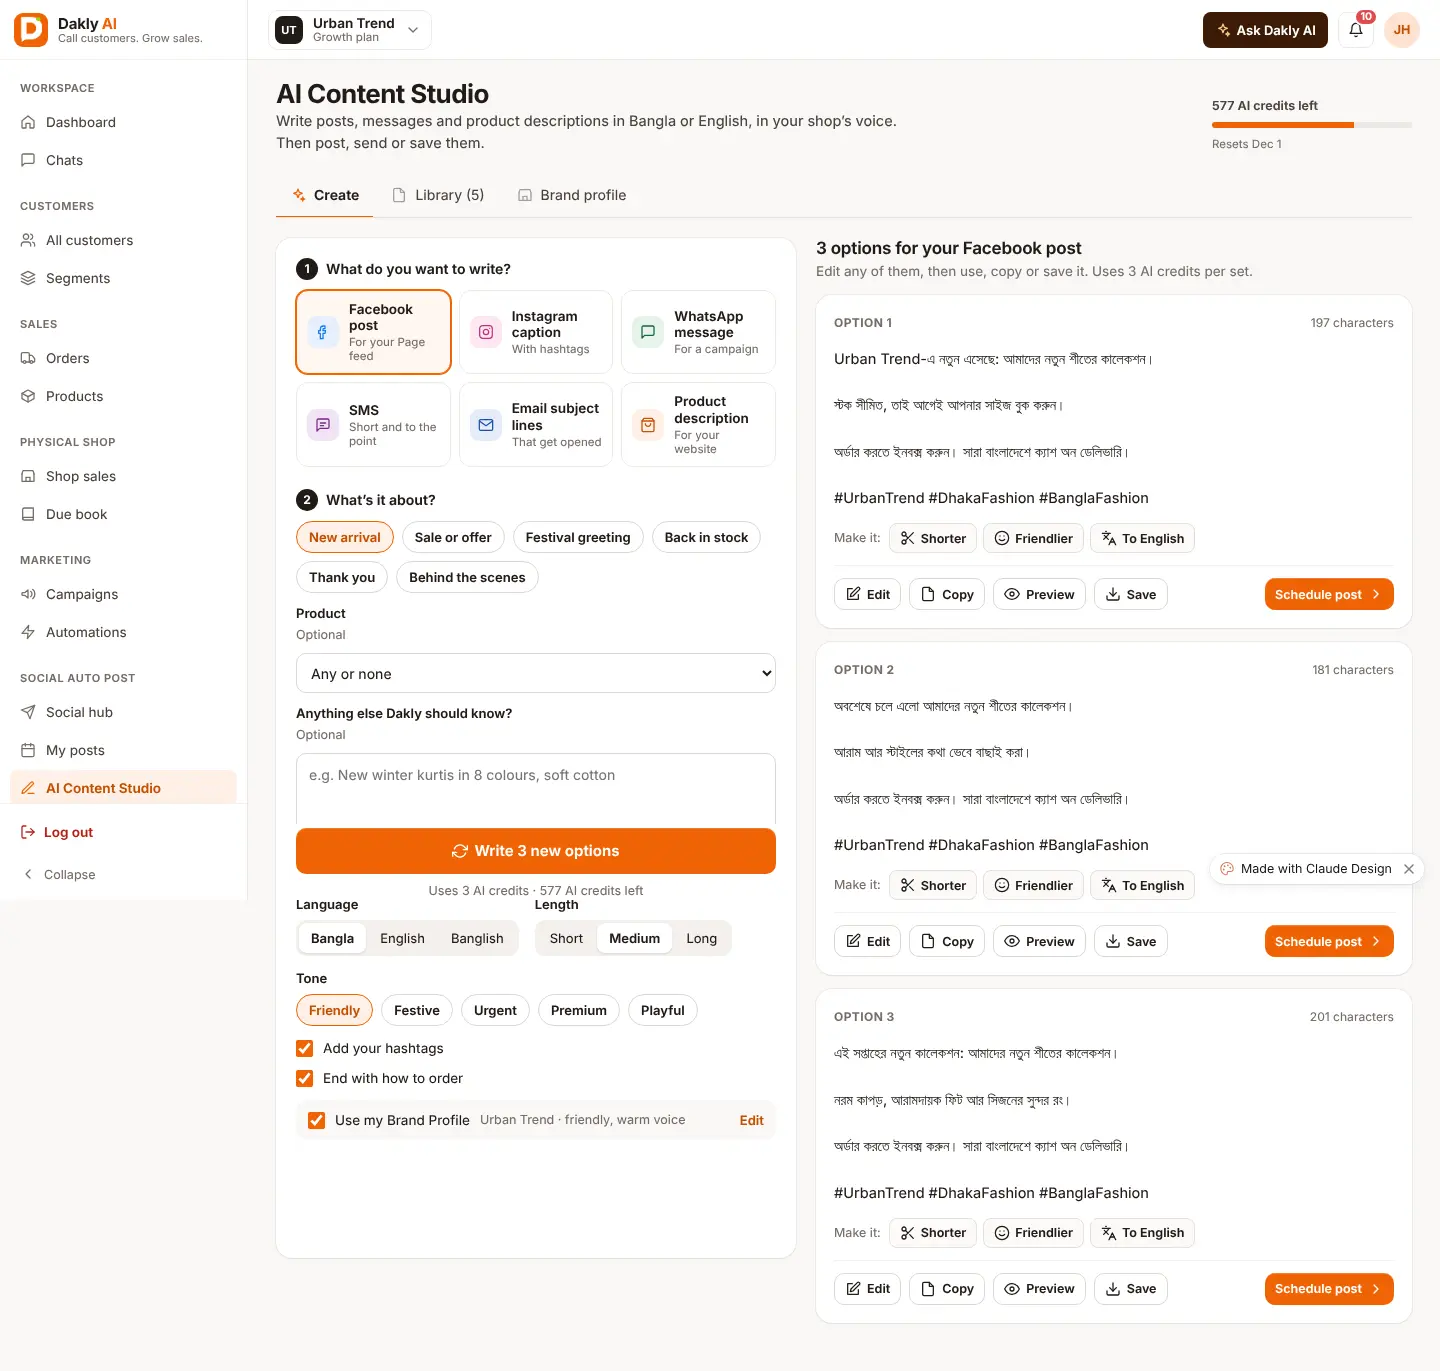 Dakly AI
Call customers. Grow sales.
UT
Urban Trend
Growth plan
Ask Dakly AI
10
JH
WORKSPACE
Dashboard
Chats
CUSTOMERS
All customers
Segments
SALES
Orders
Products
PHYSICAL SHOP
Shop sales
Due book
MARKETING
Campaigns
Automations
SOCIAL AUTO POST
Social hub
My posts
AI Content Studio
Log out
Collapse
AI Content Studio
Write posts, messages and product descriptions in Bangla or English, in your shop's voice.
Then post, send or save them.
577 AI credits left
Resets Dec 1
Create
Library (5)
Brand profile
1 What do you want to write?
Facebook
post
For your Page
feed
Instagram
caption
With hashtags
WhatsApp
message
For a campaign
SMS
Short and to the
point
Email subject
lines
That get opened
Product
description
For your
website
2 What's it about?
New arrival
Sale or offer
Festival greeting
Back in stock
Thank you
Behind the scenes
Product
Optional
Any or none
Anything else Dakly should know?
Optional
e.g. New winter kurtis in 8 colours, soft cotton
Write 3 new options
Uses 3 AI credits · 577 AI credits left
Language
Bangla
English
Banglish
Length
Short
Medium
Long
Tone
Friendly
Festive
Urgent
Premium
Playful
Add your hashtags
End with how to order
Use my Brand Profile
Urban Trend · friendly, warm voice
Edit
3 options for your Facebook post
Edit any of them, then use, copy or save it. Uses 3 AI credits per set.
OPTION 1
197 characters
Urban Trend-এ নতুন এসেছে: আমাদের নতুন শীতের কালেকশন।
স্টক সীমিত, তাই আগেই আপনার সাইজ বুক করুন।
অর্ডার করতে ইনবক্স করুন। সারা বাংলাদেশে ক্যাশ অন ডেলিভারি।
#UrbanTrend #DhakaFashion #BanglaFashion
Make it:
Shorter
Friendlier
To English
Edit
Copy
Preview
Save
Schedule post
OPTION 2
181 characters
অবশেষে চলে এলো আমাদের নতুন শীতের কালেকশন।
আরাম আর স্টাইলের কথা ভেবে বাছাই করা।
অর্ডার করতে ইনবক্স করুন। সারা বাংলাদেশে ক্যাশ অন ডেলিভারি।
#UrbanTrend #DhakaFashion #BanglaFashion
Make it:
Shorter
Friendlier
To English
Made with Claude Design
Edit
Copy
Preview
Save
Schedule post
OPTION 3
201 characters
এই সপ্তাহের নতুন কালেকশন: আমাদের নতুন শীতের কালেকশন।
নরম কাপড়, আরামদায়ক ফিট আর সিজনের সুন্দর রং।
অর্ডার করতে ইনবক্স করুন। সারা বাংলাদেশে ক্যাশ অন ডেলিভারি।
#UrbanTrend #DhakaFashion #BanglaFashion
Make it:
Shorter
Friendlier
To English
Edit
Copy
Preview
Save
Schedule post